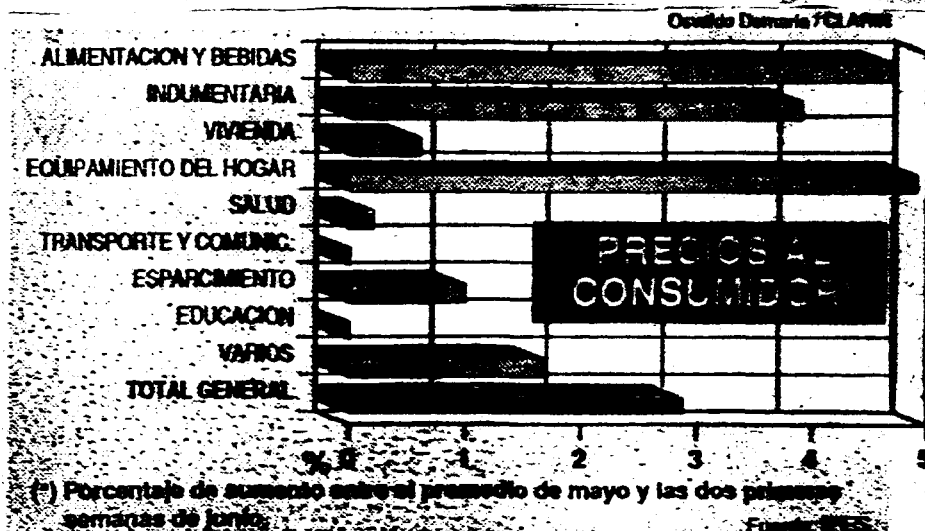 Osvaldo Demaria / CLARIN
ALIMENTACION Y BEBIDAS
INDUMENTARIA
VIVIENDA
EQUIPAMIENTO DEL HOGAR
SALUD
TRANSPORTE Y COMUNIC.
ESPARCIMIENTO
EDUCACION
VARIOS
TOTAL GENERAL
PRECIOS AL
CONSUMIDOR
% 0 1 2 3 4 5
(*) Porcentaje de aumento entre el promedio de mayo y las dos primeras
semanas de junio.